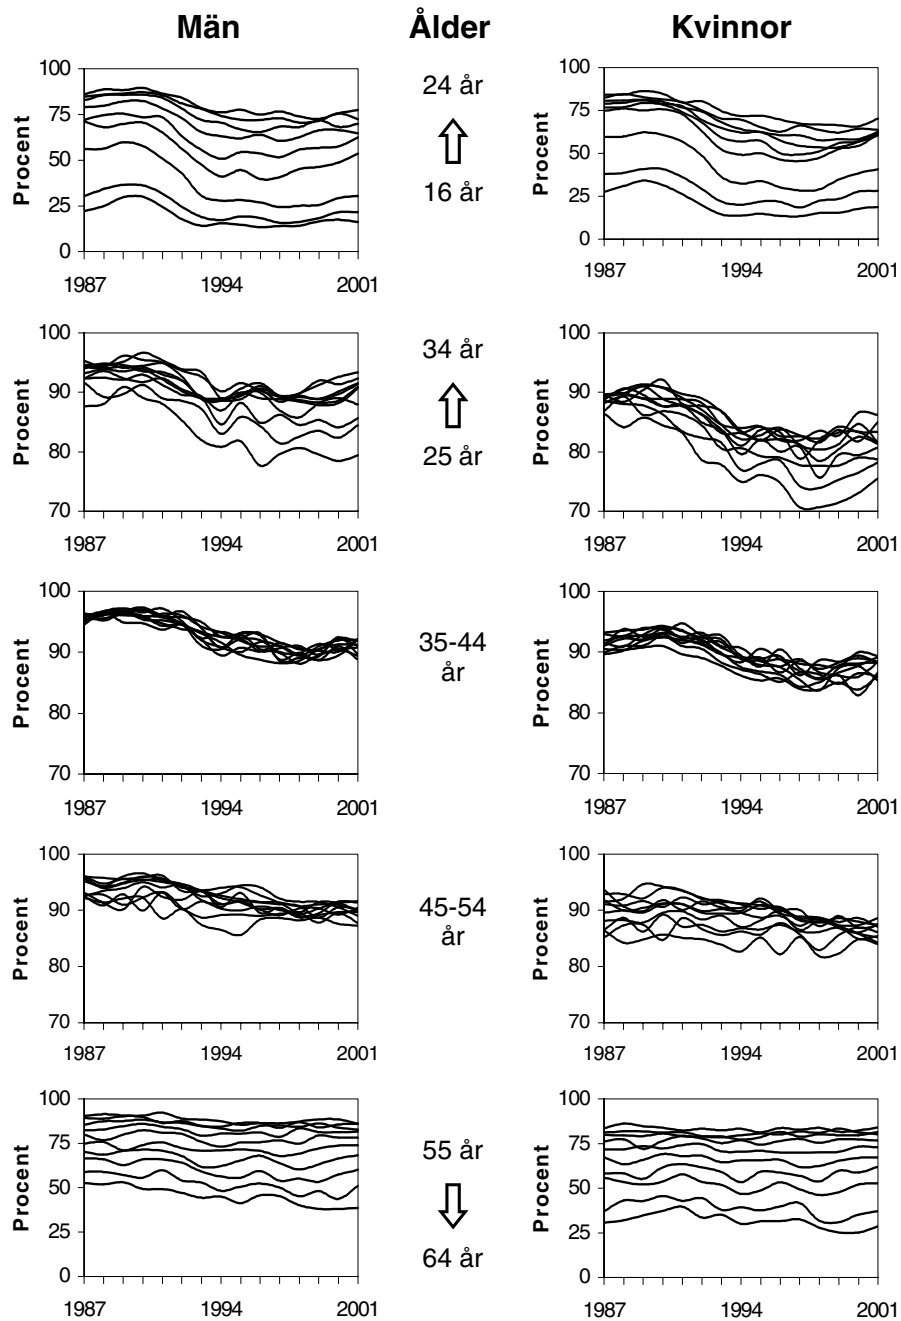 Män Ålder Kvinnor
100 75 50 25 0
Procent
1987 1994 2001
24 år
16 år
100 75 50 25 0
Procent
1987 1994 2001
100 90 80 70
Procent
1987 1994 2001
34 år
25 år
100 90 80 70
Procent
1987 1994 2001
100 90 80 70
Procent
1987 1994 2001
35-44
år
100 90 80 70
Procent
1987 1994 2001
100 90 80 70
Procent
1987 1994 2001
45-54
år
100 90 80 70
Procent
1987 1994 2001
100 75 50 25 0
Procent
1987 1994 2001
55 år
64 år
100 75 50 25 0
Procent
1987 1994 2001